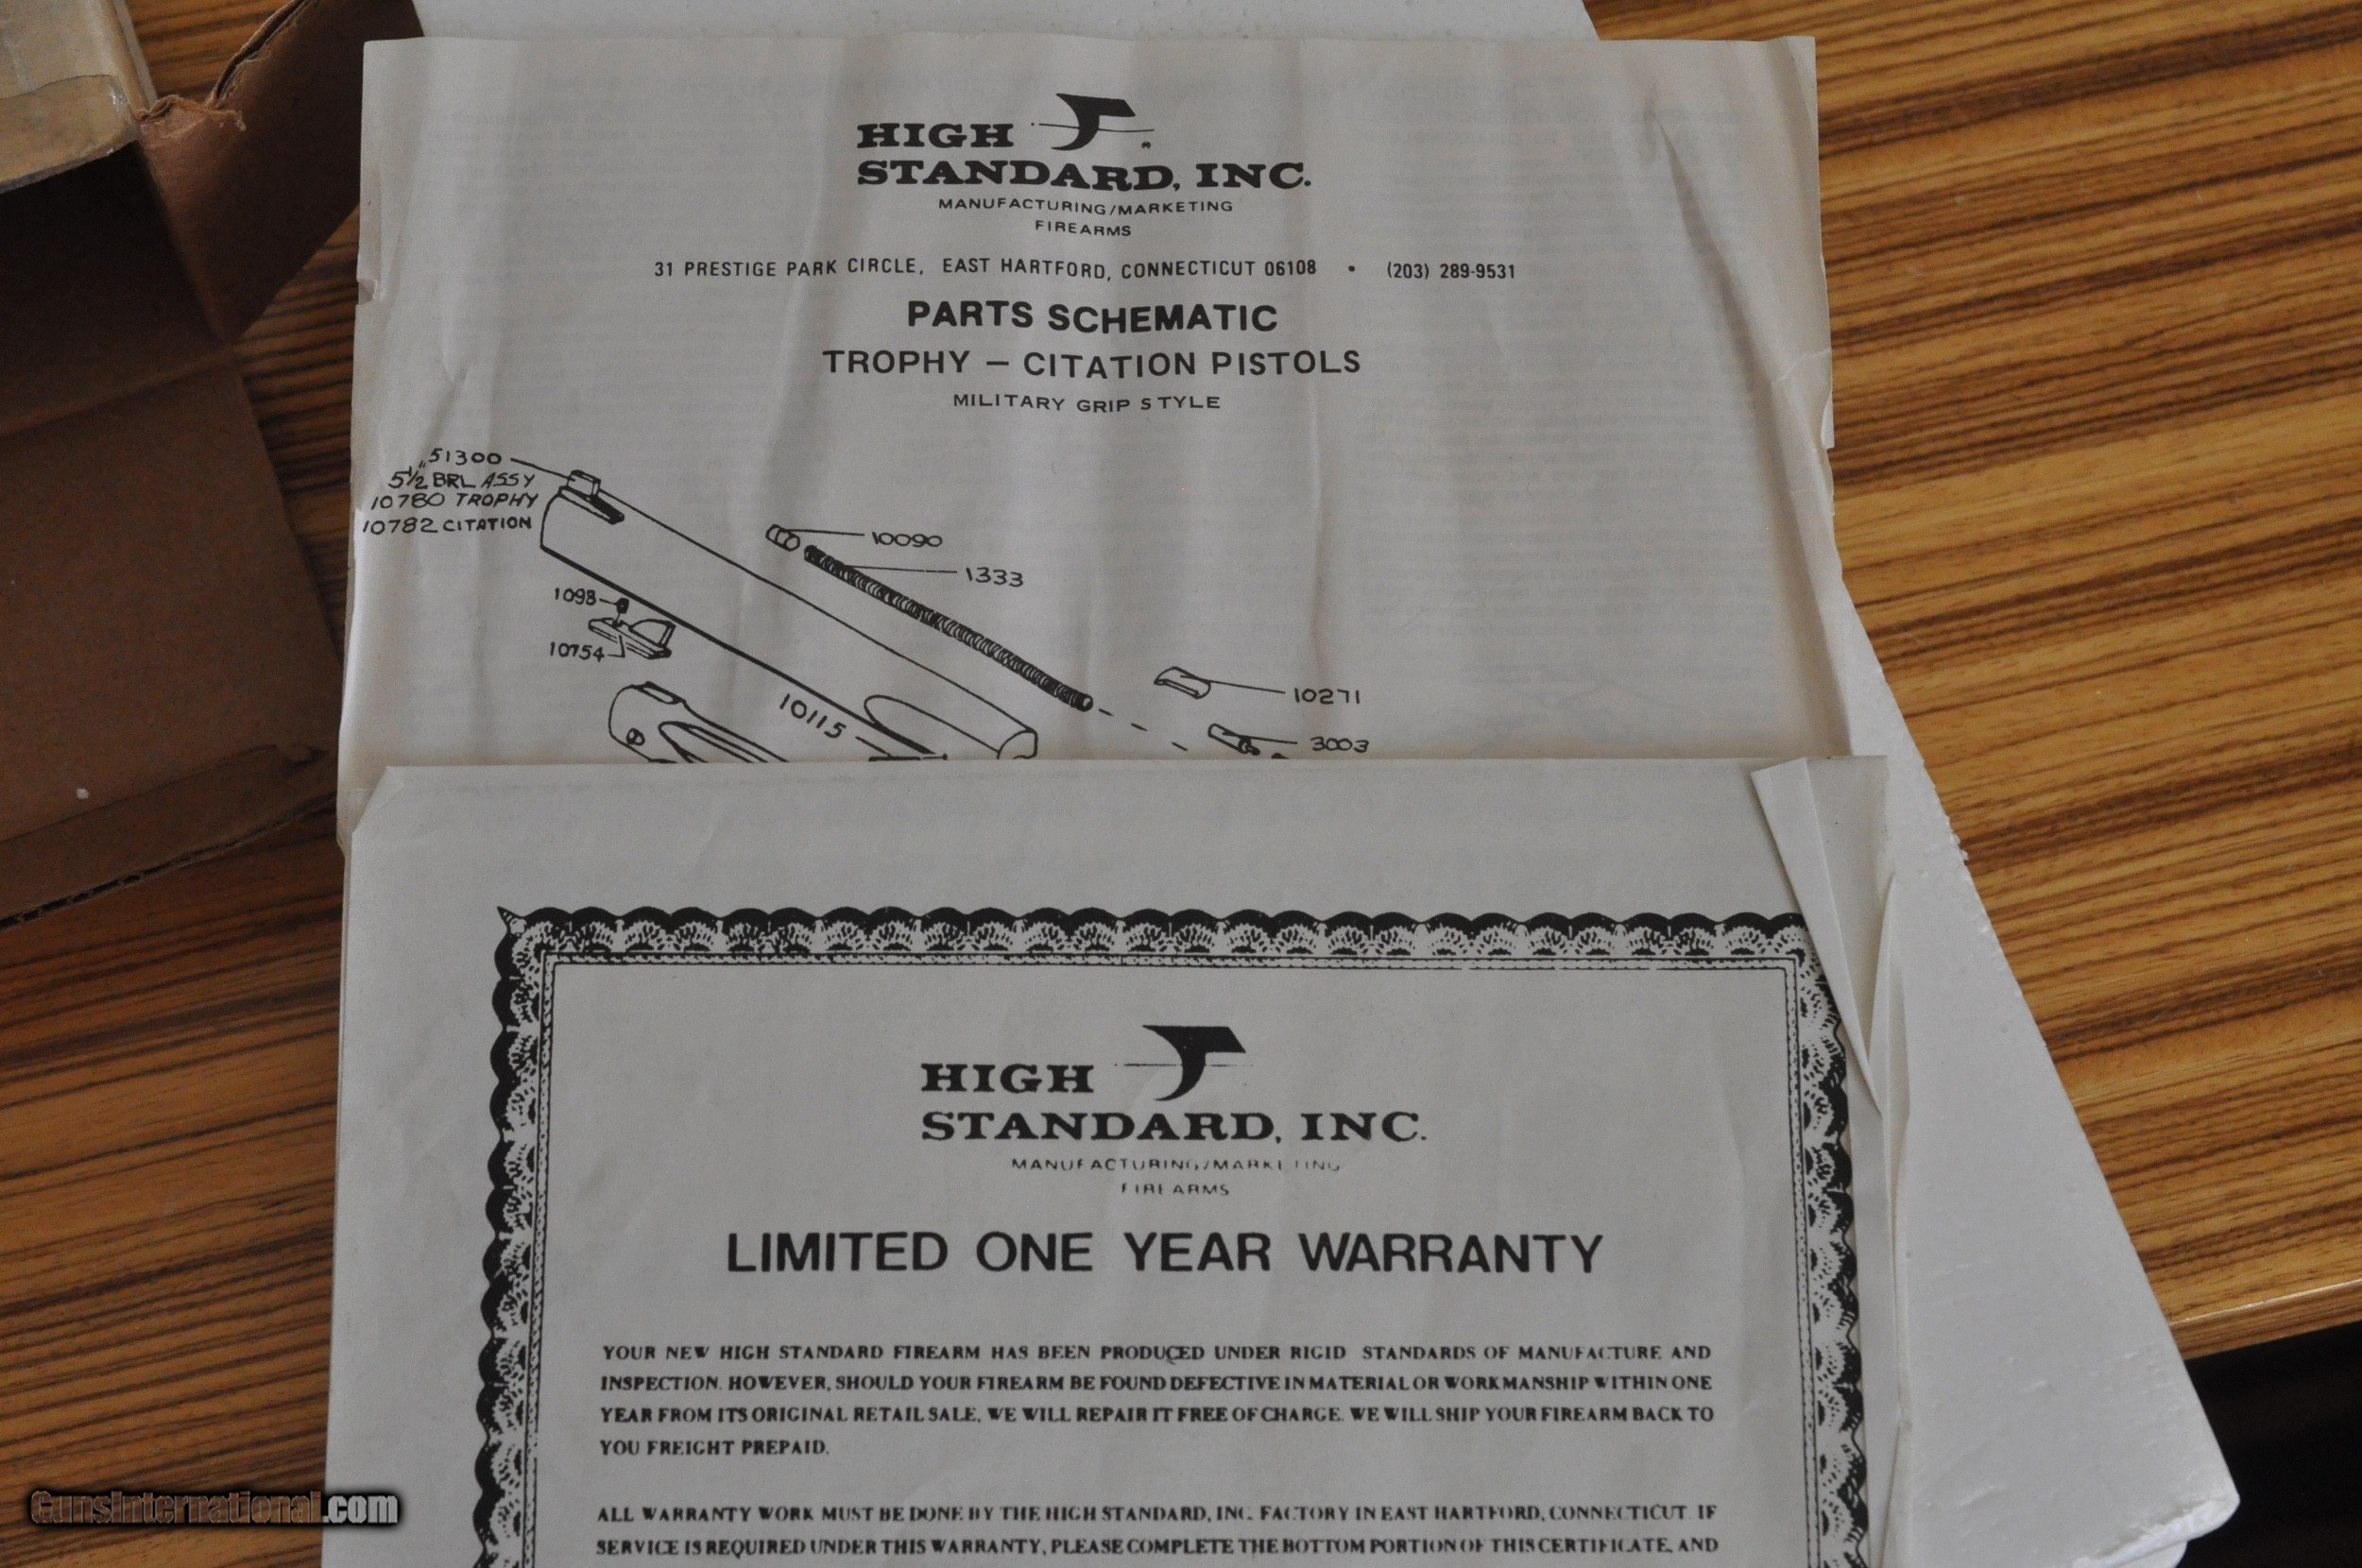 HIGH
STANDARD, INC.
MANUFACTURING/MARKETING
FIREARMS
31 PRESTIGE PARK CIRCLE, EAST HARTFORD, CONNECTICUT 06108 • (203) 289-9531
PARTS SCHEMATIC
TROPHY – CITATION PISTOLS
MILITARY GRIP STYLE
51300
5½" BRL ASSY
10780 TROPHY
10782 CITATION
10090
1333
1098
10754
10115
10271
3003
HIGH
STANDARD, INC.
MANUFACTURING/MARKETING
FIREARMS
LIMITED ONE YEAR WARRANTY
YOUR NEW HIGH STANDARD FIREARM HAS BEEN PRODUCED UNDER RIGID STANDARDS OF MANUFACTURE AND
INSPECTION. HOWEVER, SHOULD YOUR FIREARM BE FOUND DEFECTIVE IN MATERIAL OR WORKMANSHIP WITHIN ONE
YEAR FROM ITS ORIGINAL RETAIL SALE, WE WILL REPAIR IT FREE OF CHARGE. WE WILL SHIP YOUR FIREARM BACK TO
YOU FREIGHT PREPAID.
ALL WARRANTY WORK MUST BE DONE BY THE HIGH STANDARD, INC. FACTORY IN EAST HARTFORD, CONNECTICUT. IF
SERVICE IS REQUIRED UNDER THIS WARRANTY, PLEASE COMPLETE THE BOTTOM PORTION OF THIS CERTIFICATE, AND
GunsInternational.com